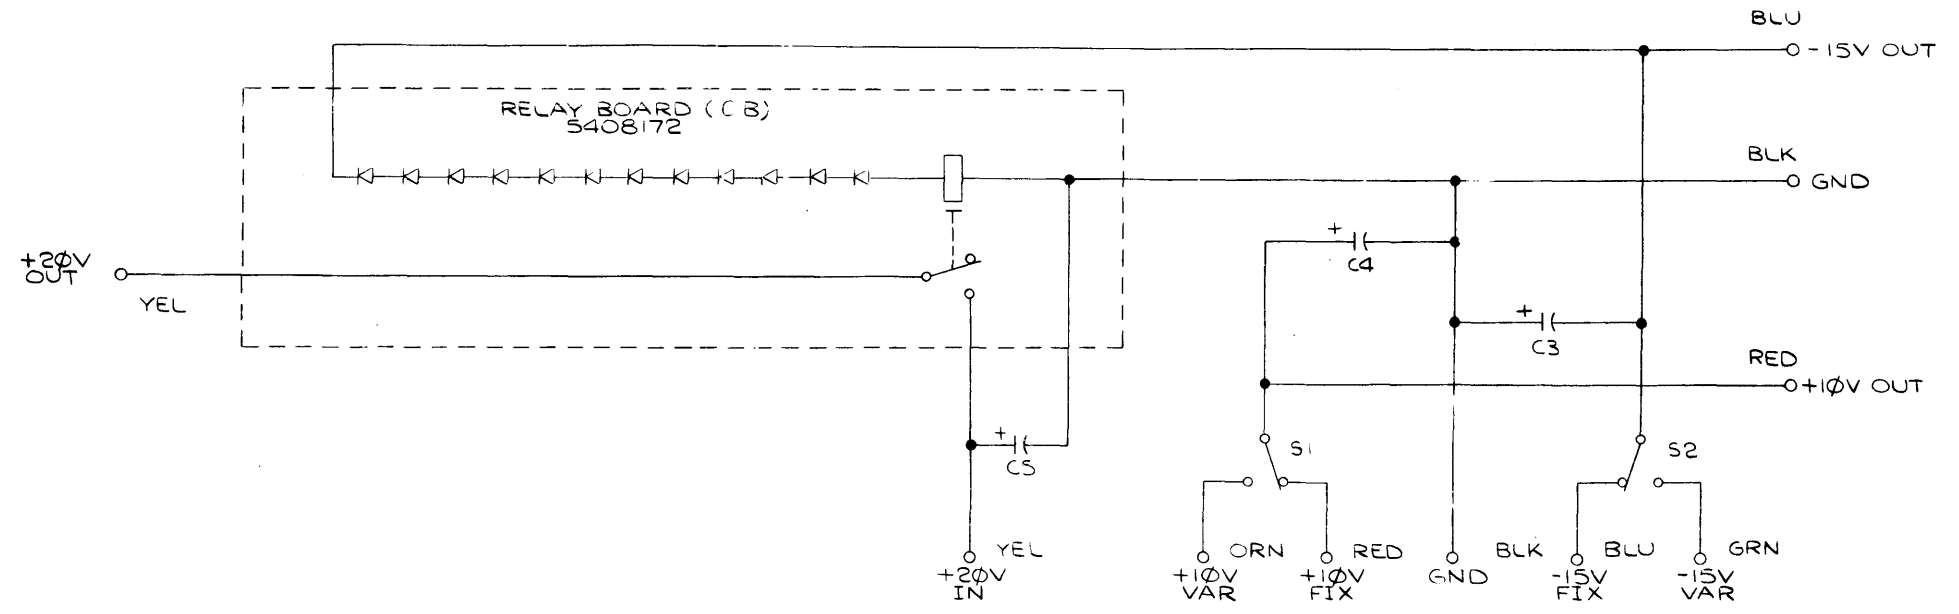 BLU
-15V OUT
RELAY BOARD (CB)
5408172
BLK
GND
+
C4
+20V
OUT
YEL
+
C3
RED
+10V OUT
+
C5
S1
S2
YEL
+20V
IN
ORN
+10V
VAR
RED
+10V
FIX
GND
BLK
BLU
-15V
FIX
GRN
-15V
VAR